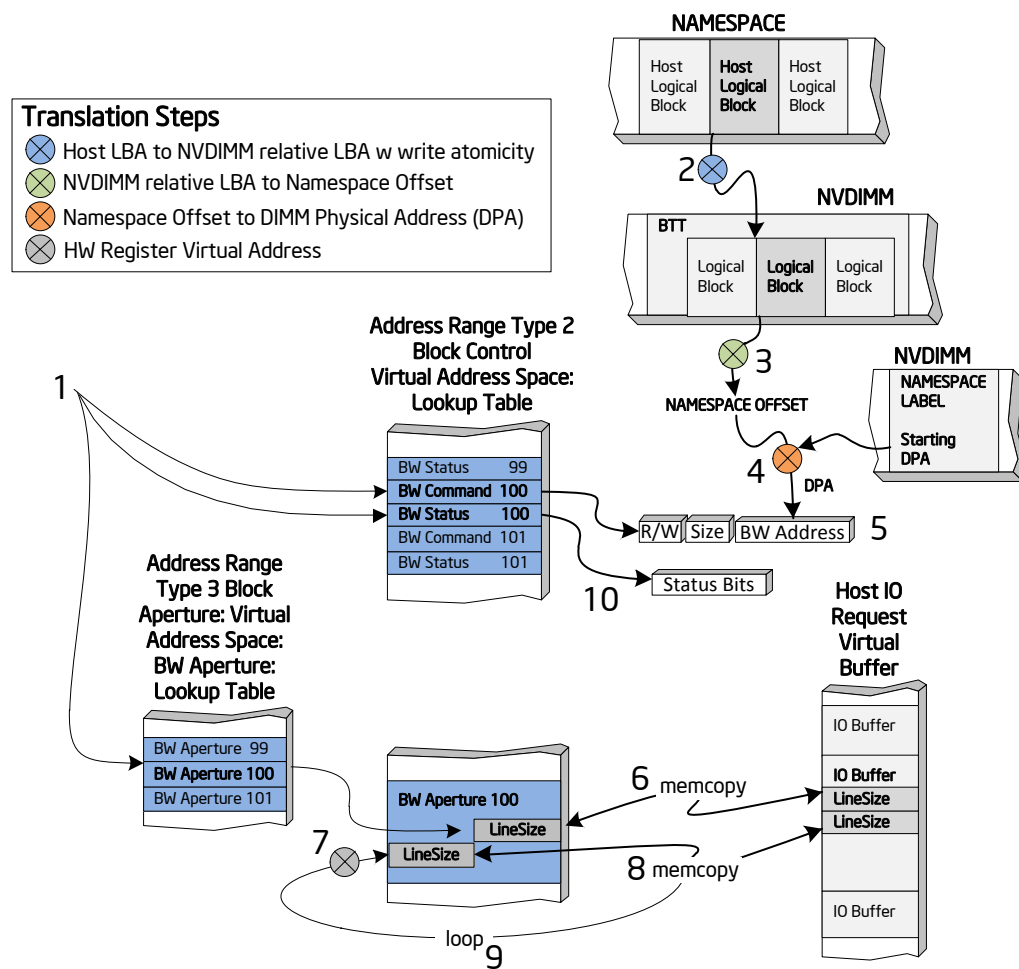 NAMESPACE
Host
Logical
Block
Host
Logical
Block
Host
Logical
Block
Translation Steps
Host LBA to NVDIMM relative LBA w write atomicity
NVDIMM relative LBA to Namespace Offset
Namespace Offset to DIMM Physical Address (DPA)
HW Register Virtual Address
2
NVDIMM
BTT
Logical
Block
Logical
Block
Logical
Block
3
NAMESPACE OFFSET
NVDIMM
NAMESPACE
LABEL
Starting
DPA
4
DPA
1
Address Range Type 2
Block Control
Virtual Address Space:
Lookup Table
BW Status 99
BW Command 100
BW Status 100
BW Command 101
BW Status 101
R/W
Size
BW Address
5
10
Status Bits
Address Range
Type 3 Block
Aperture: Virtual
Address Space:
BW Aperture:
Lookup Table
BW Aperture 99
BW Aperture 100
BW Aperture 101
BW Aperture 100
LineSize
LineSize
7
6 memcopy
8 memcopy
loop 9
Host IO
Request
Virtual
Buffer
IO Buffer
IO Buffer
LineSize
LineSize
IO Buffer